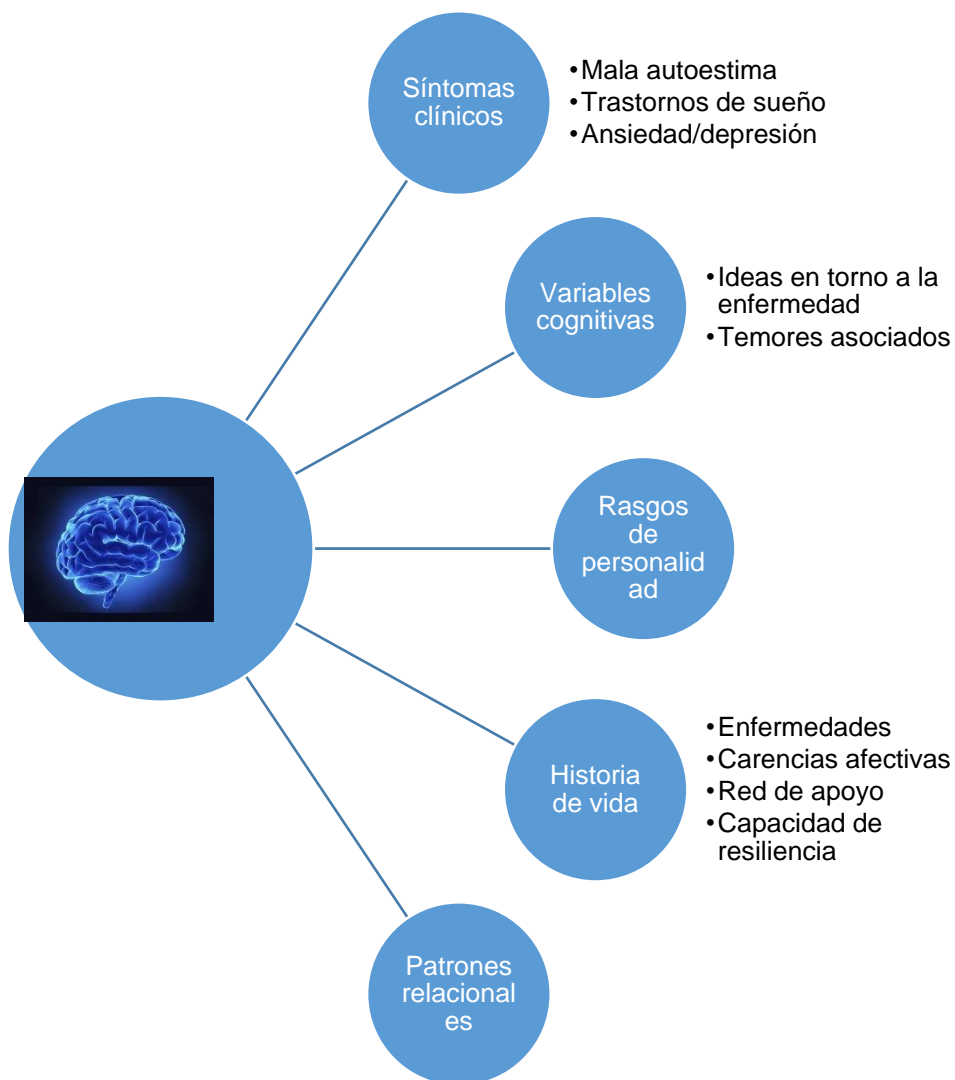 Síntomas
clínicos
•Mala autoestima
•Trastornos de sueño
•Ansiedad/depresión
Variables
cognitivas
•Ideas en torno a la
enfermedad
•Temores asociados
Rasgos
de
personalid
ad
Historia
de vida
•Enfermedades
•Carencias afectivas
•Red de apoyo
•Capacidad de
resiliencia
Patrones
relacional
es